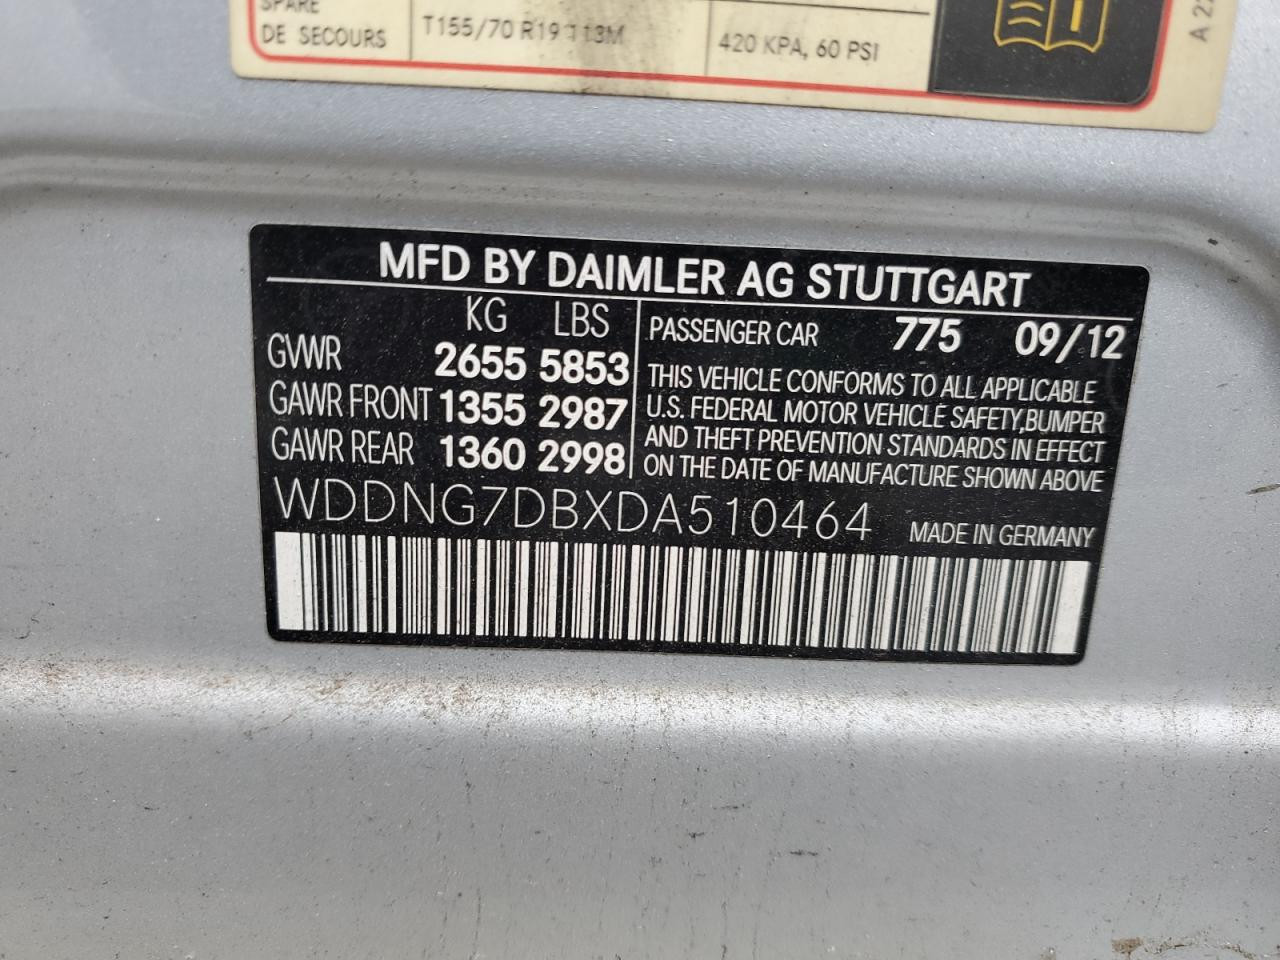 SPARE
DE SECOURS
T155/70 R19 113M
420 KPA, 60 PSI
A 22
MFD BY DAIMLER AG STUTTGART
KG LBS
GVWR 2655 5853
GAWR FRONT 1355 2987
GAWR REAR 1360 2998
PASSENGER CAR 775 09/12
THIS VEHICLE CONFORMS TO ALL APPLICABLE
U.S. FEDERAL MOTOR VEHICLE SAFETY,BUMPER
AND THEFT PREVENTION STANDARDS IN EFFECT
ON THE DATE OF MANUFACTURE SHOWN ABOVE
WDDNG7DBXDA510464
MADE IN GERMANY